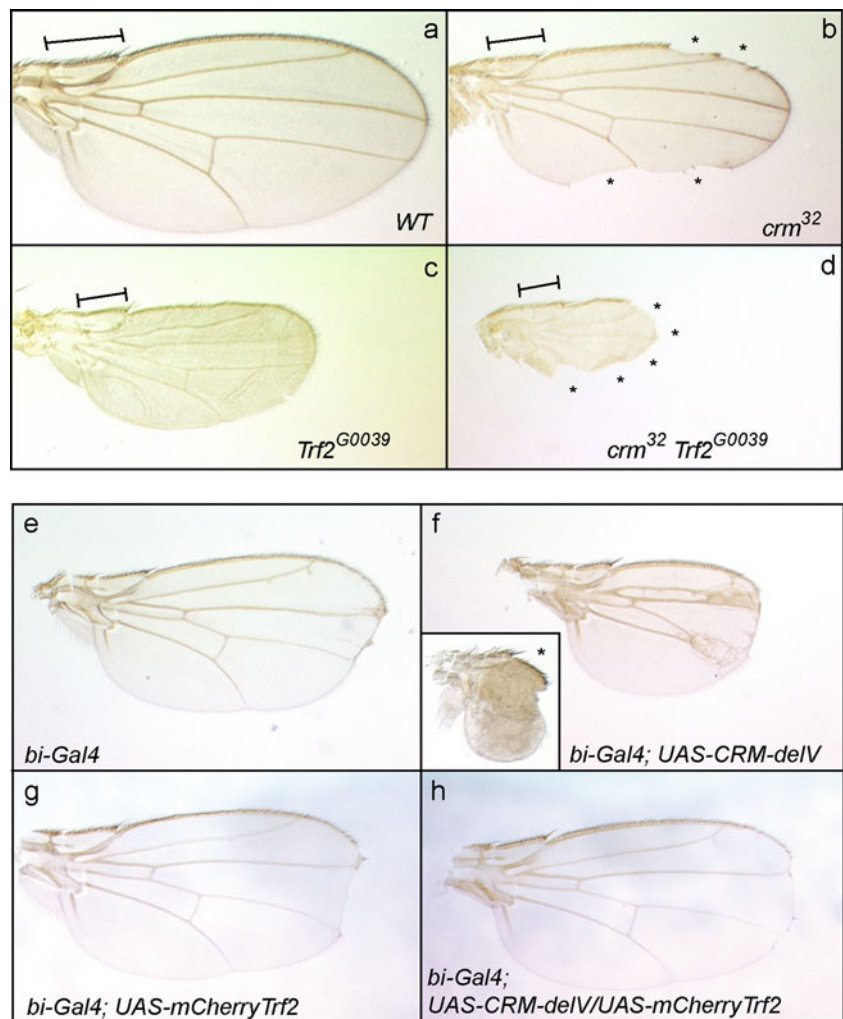 a
WT
b
* *
* *
crm32
c
Trf2G0039
d
*
*
*
* *
crm32 Trf2G0039
e
bi-Gal4
f
*
bi-Gal4; UAS-CRM-delV
g
bi-Gal4; UAS-mCherryTrf2
h
bi-Gal4;
UAS-CRM-delV/UAS-mCherryTrf2